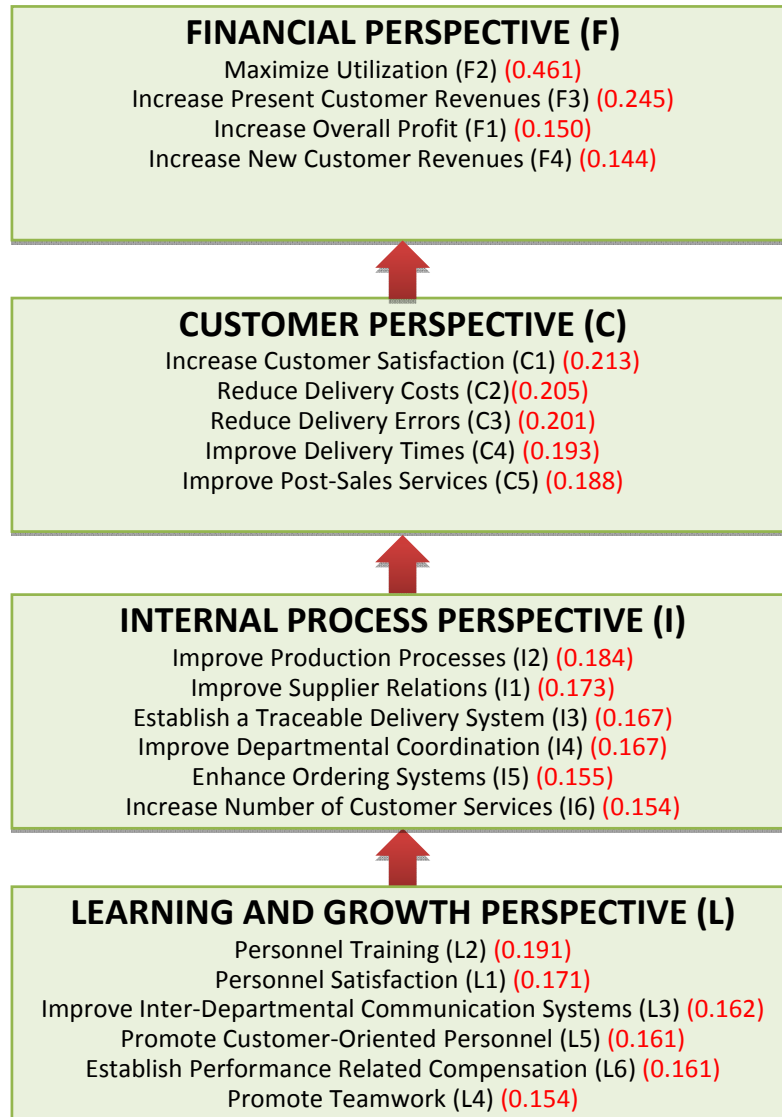 FINANCIAL PERSPECTIVE (F)
Maximize Utilization (F2) (0.461)
Increase Present Customer Revenues (F3) (0.245)
Increase Overall Profit (F1) (0.150)
Increase New Customer Revenues (F4) (0.144)
CUSTOMER PERSPECTIVE (C)
Increase Customer Satisfaction (C1) (0.213)
Reduce Delivery Costs (C2)(0.205)
Reduce Delivery Errors (C3) (0.201)
Improve Delivery Times (C4) (0.193)
Improve Post-Sales Services (C5) (0.188)
INTERNAL PROCESS PERSPECTIVE (I)
Improve Production Processes (I2) (0.184)
Improve Supplier Relations (I1) (0.173)
Establish a Traceable Delivery System (I3) (0.167)
Improve Departmental Coordination (I4) (0.167)
Enhance Ordering Systems (I5) (0.155)
Increase Number of Customer Services (I6) (0.154)
LEARNING AND GROWTH PERSPECTIVE (L)
Personnel Training (L2) (0.191)
Personnel Satisfaction (L1) (0.171)
Improve Inter-Departmental Communication Systems (L3) (0.162)
Promote Customer-Oriented Personnel (L5) (0.161)
Establish Performance Related Compensation (L6) (0.161)
Promote Teamwork (L4) (0.154)